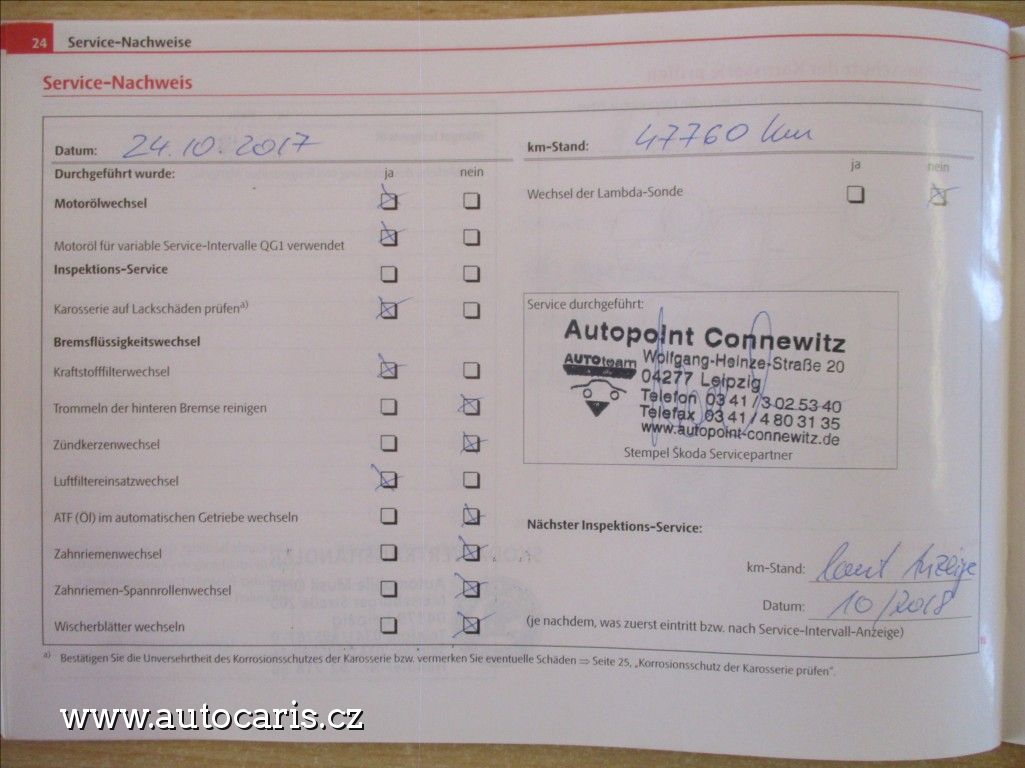 24 Service-Nachweise
Service-Nachweis
Datum: 24.10.2017
km-Stand: 47760 km
Durchgeführt wurde: ja nein
ja nein
Motorölwechsel
Wechsel der Lambda-Sonde
Motoröl für variable Service-Intervalle QG1 verwendet
Inspektions-Service
Karosserie auf Lackschäden prüfen a)
Bremsflüssigkeitswechsel
Kraftstofffilterwechsel
Trommeln der hinteren Bremse reinigen
Zündkerzenwechsel
Luftfiltereinsatzwechsel
ATF (Öl) im automatischen Getriebe wechseln
Zahnriemenwechsel
Zahnriemen-Spannrollenwechsel
Wischerblätter wechseln
Service durchgeführt:
Autopoint Connewitz
AUTOteam
Wolfgang-Heinze-Straße 20
04277 Leipzig
Telefon 03 41 / 3 02 53 40
Telefax 03 41 / 4 80 31 35
www.autopoint-connewitz.de
Stempel Škoda Servicepartner
Nächster Inspektions-Service:
km-Stand: laut Anzeige
Datum: 10/2018
(je nachdem, was zuerst eintritt bzw. nach Service-Intervall-Anzeige)
a) Bestätigen Sie die Unversehrtheit des Korrosionsschutzes der Karosserie bzw. vermerken Sie eventuelle Schäden ⇒ Seite 25, „Korrosionsschutz der Karosserie prüfen“.
www.autocaris.cz